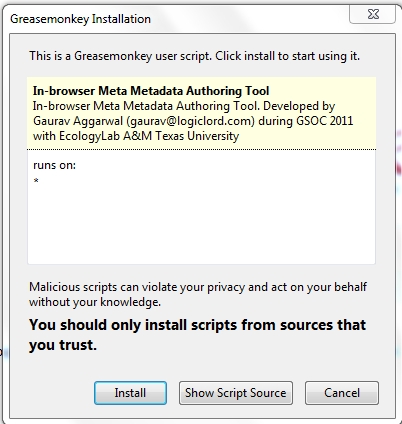 Greasemonkey Installation
This is a Greasemonkey user script. Click install to start using it.
In-browser Meta Metadata Authoring Tool
In-browser Meta Metadata Authoring Tool. Developed by
Gaurav Aggarwal (gaurav@logiclord.com) during GSOC 2011
with EcologyLab A&M Texas University
runs on:
*
Malicious scripts can violate your privacy and act on your behalf
without your knowledge.
You should only install scripts from sources that
you trust.
Install Show Script Source Cancel